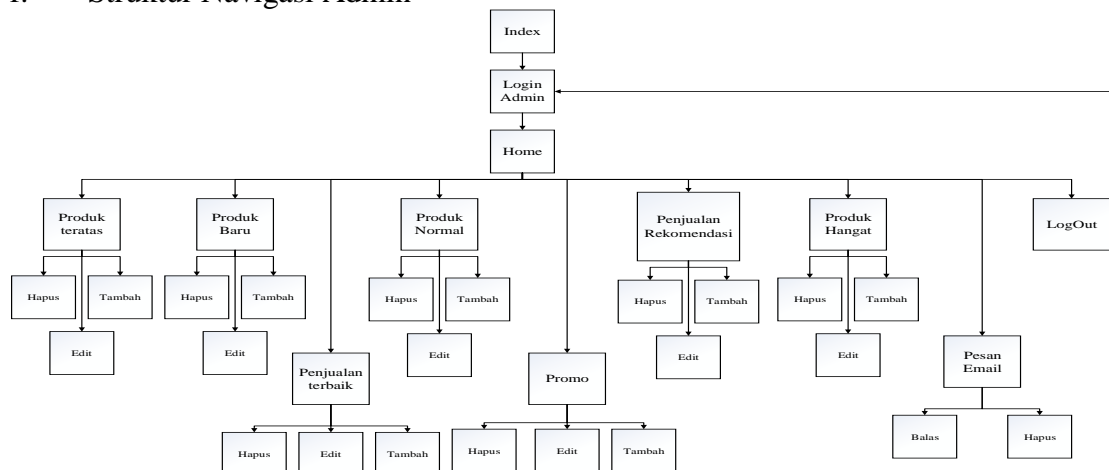 Struktur Navigasi Admin
Index
Login
Admin
Home
Produk
teratas
Produk
Baru
Produk
Normal
Penjualan
Rekomendasi
Produk
Hangat
LogOut
Hapus
Tambah
Hapus
Tambah
Hapus
Tambah
Hapus
Tambah
Hapus
Tambah
Edit
Edit
Edit
Edit
Edit
Penjualan
terbaik
Promo
Pesan
Email
Hapus
Edit
Tambah
Hapus
Edit
Tambah
Balas
Hapus